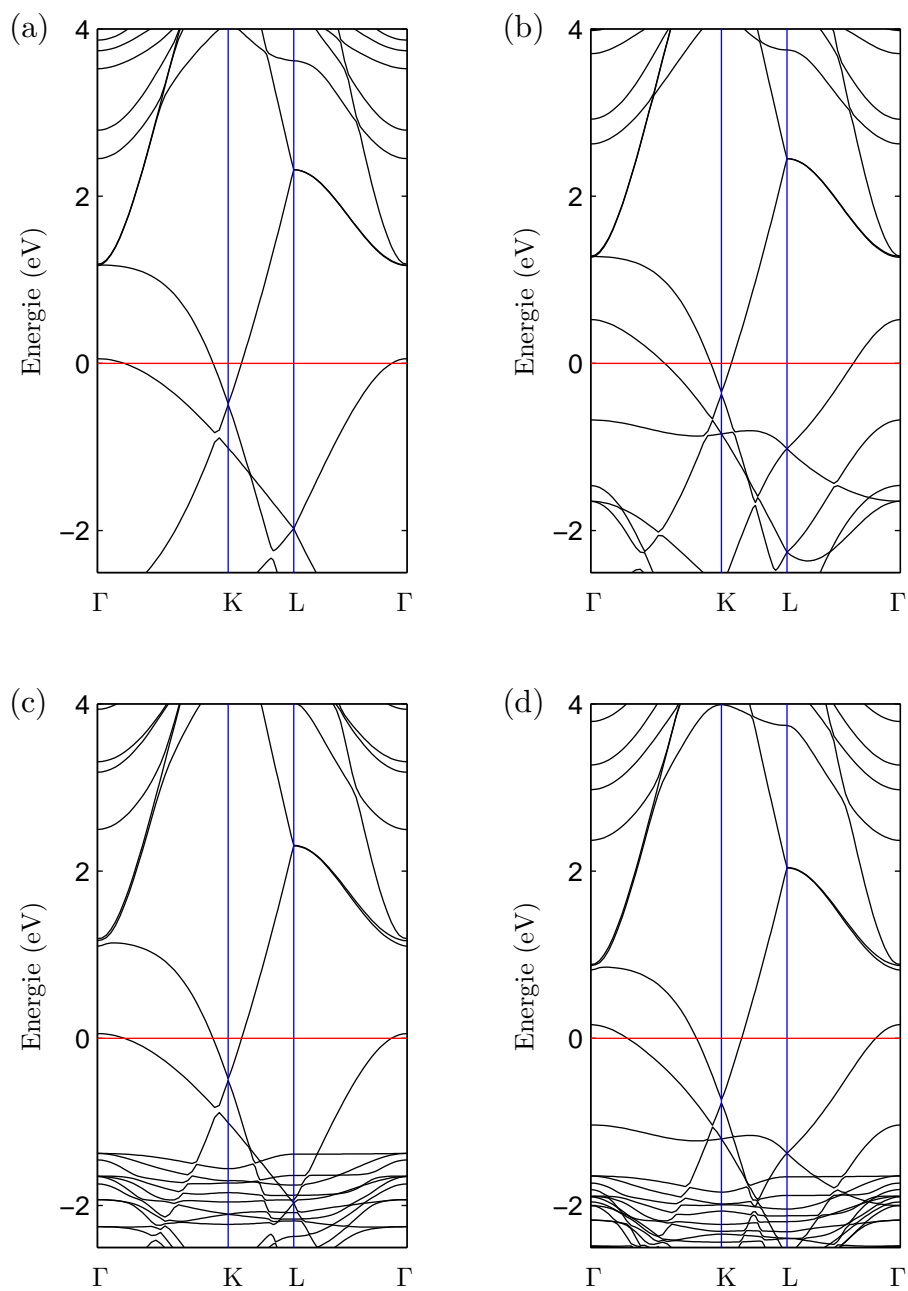 (a) (b)
4 4
2 2
0 0
−2 −2
Energie (eV) Energie (eV)
Γ K L Γ Γ K L Γ
(c) (d)
4 4
2 2
0 0
−2 −2
Energie (eV) Energie (eV)
Γ K L Γ Γ K L Γ